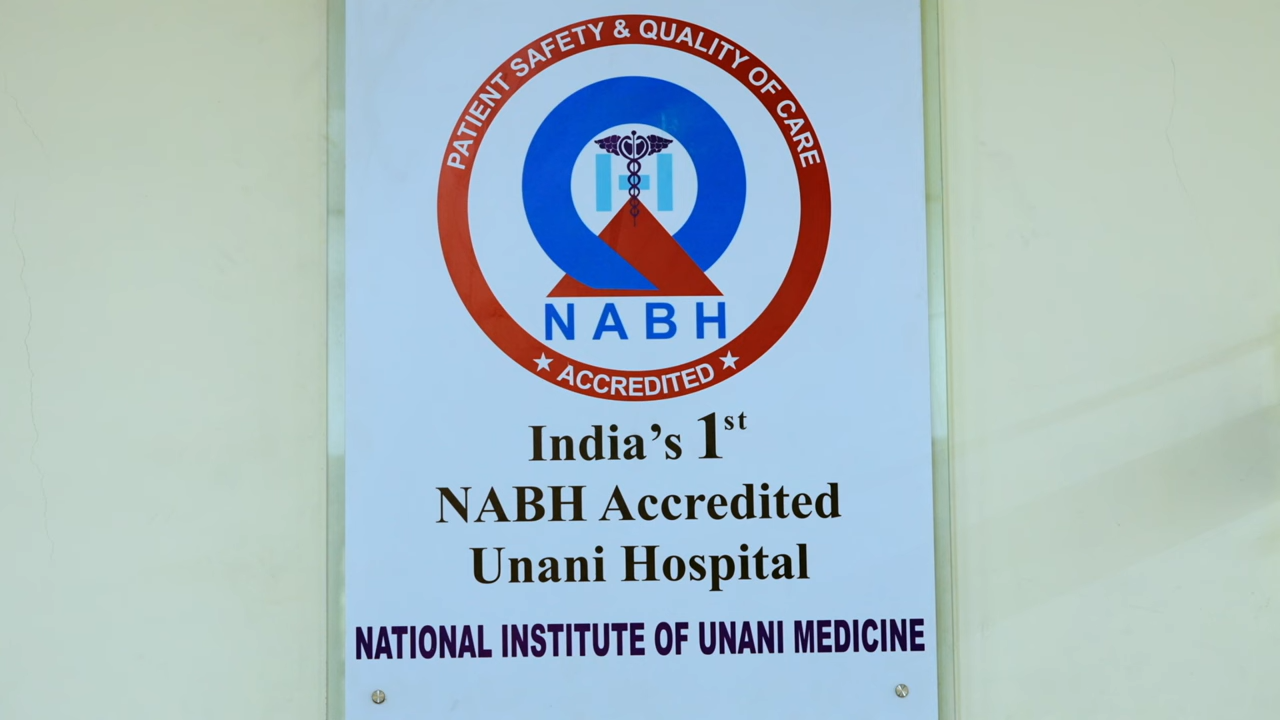 PATIENT SAFETY & QUALITY OF CARE
H
NABH
ACCREDITED
India's 1st
NABH Accredited
Unani Hospital
NATIONAL INSTITUTE OF UNANI MEDICINE